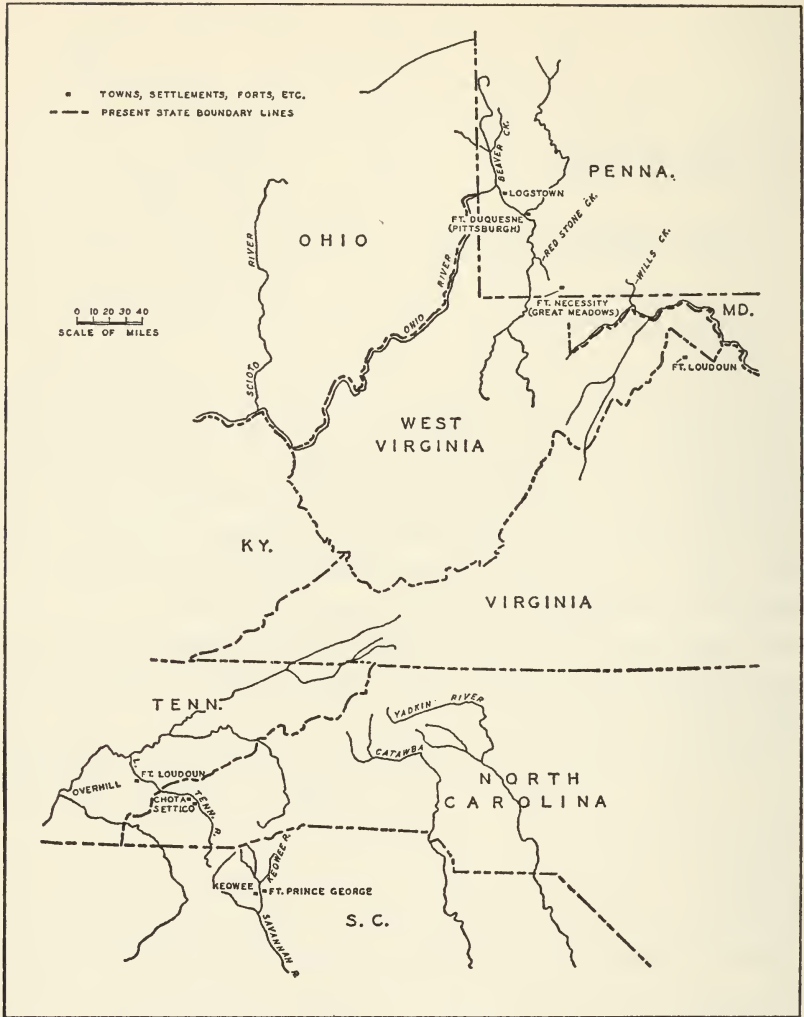 TOWNS, SETTLEMENTS, FORTS, ETC.
PRESENT STATE BOUNDARY LINES
BEAVER CK.
PENNA.
LOGSTOWN
FT. DUQUESNE
(PITTSBURGH)
RED STONE CK.
OHIO
RIVER
SCIOTO
OHIO
RIVER
WILLS CK.
0 10 20 30 40
SCALE OF MILES
FT. NECESSITY
(GREAT MEADOWS)
MD.
FT. LOUDOUN
WEST
VIRGINIA
KY.
VIRGINIA
TENN.
YADKIN RIVER
CATAWBA
L.
TENN. R.
FT. LOUDOUN
OVERHILL
CHOTA
SETTICO
NORTH
CAROLINA
KEOWEE R.
KEOWEE
FT. PRINCE GEORGE
SAVANNAH R.
S. C.